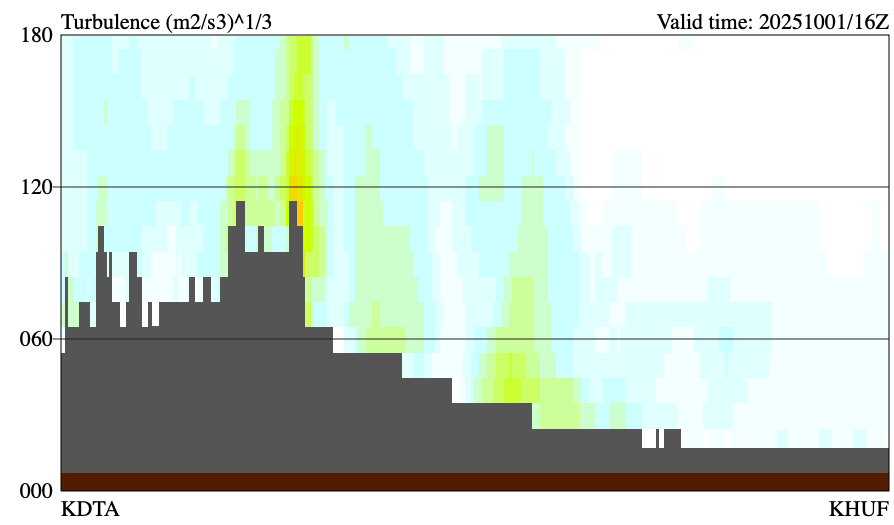 Turbulence (m2/s3)^1/3 Valid time: 20251001/16Z
180
120
060
000
KDTA KHUF